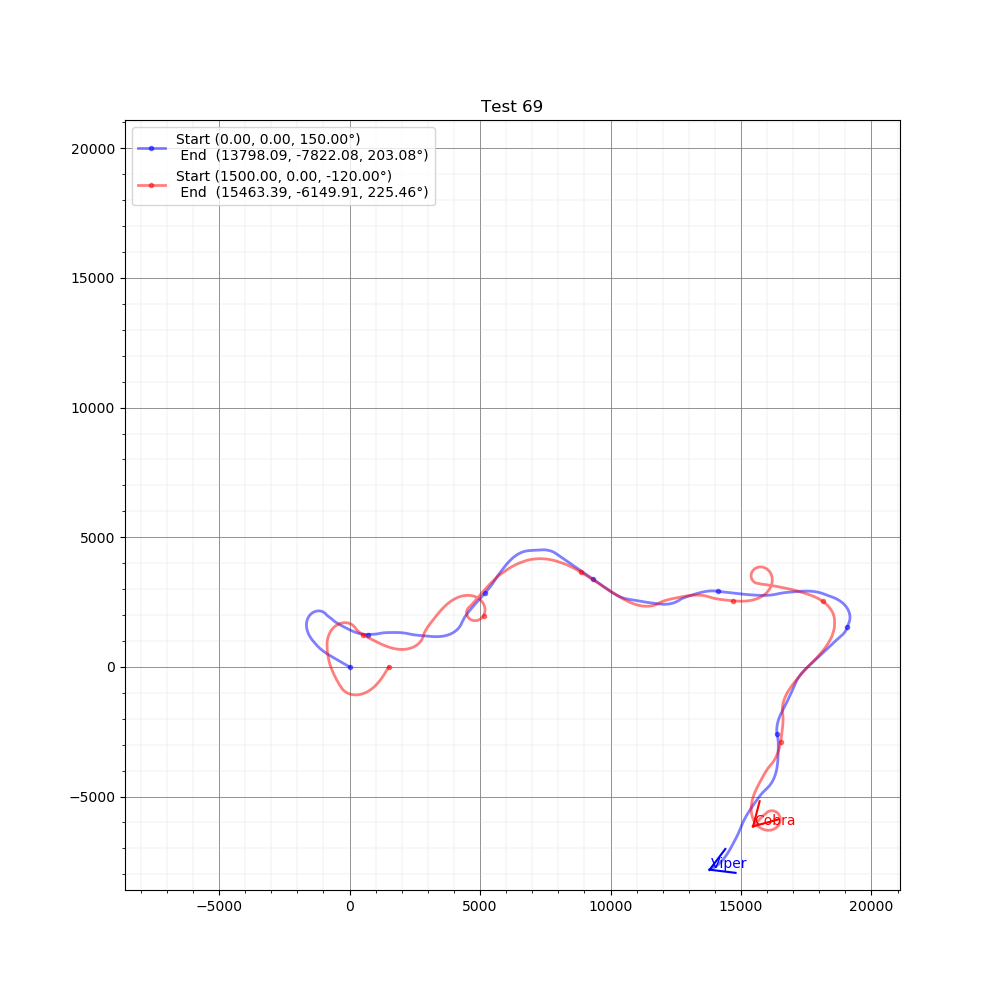 Test 69
Start (0.00, 0.00, 150.00°)
End (13798.09, -7822.08, 203.08°)
Start (1500.00, 0.00, -120.00°)
End (15463.39, -6149.91, 225.46°)
20000
15000
10000
5000
0
−5000
Cobra
Viper
−5000
0
5000
10000
15000
20000